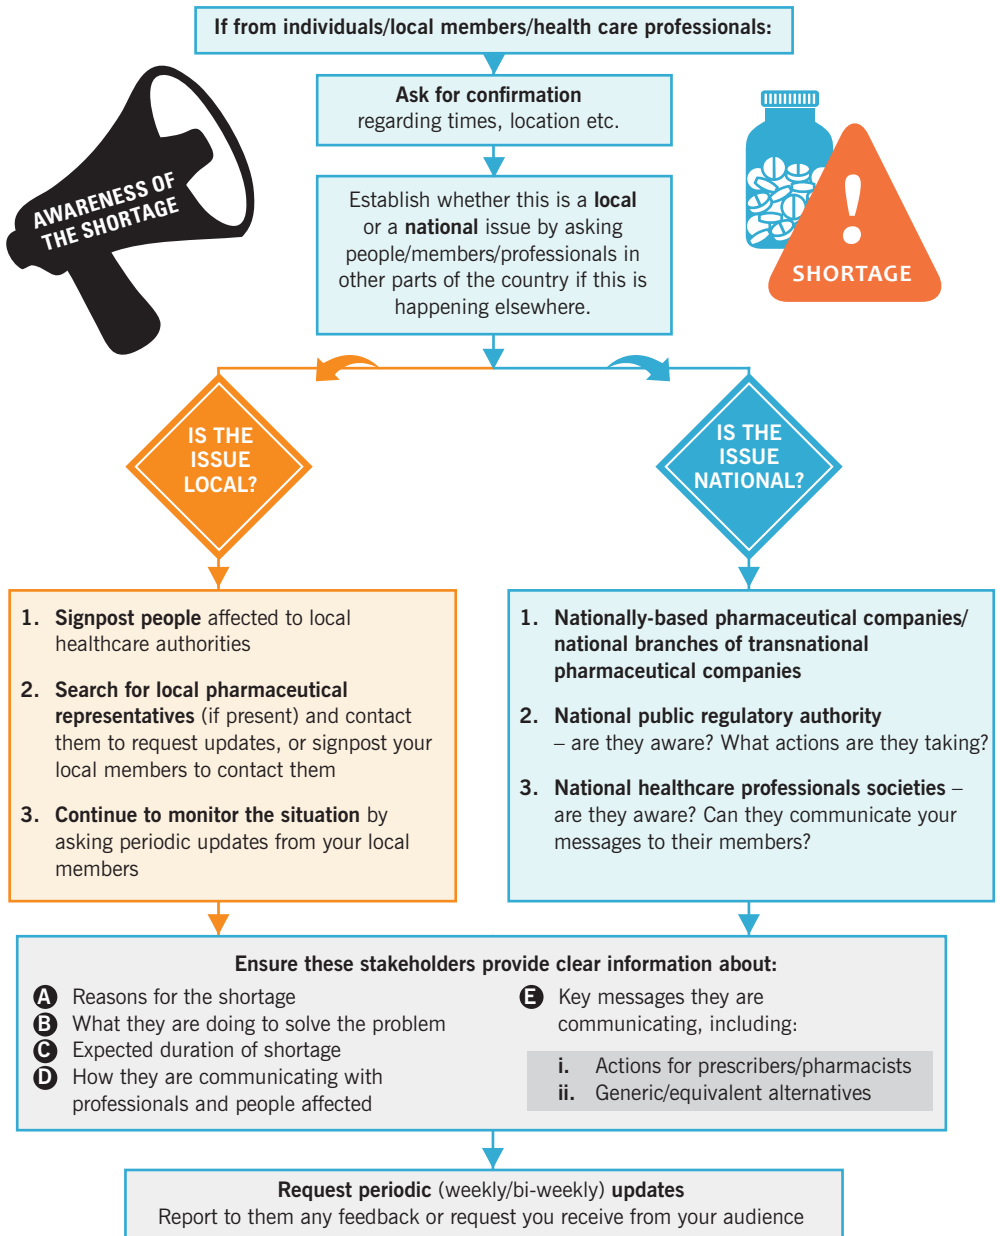 If from individuals/local members/health care professionals:
Ask for confirmation
regarding times, location etc.
AWARENESS OF
THE SHORTAGE
!
SHORTAGE
Establish whether this is a local
or a national issue by asking
people/members/professionals in
other parts of the country if this is
happening elsewhere.
IS THE
ISSUE
LOCAL?
IS THE
ISSUE
NATIONAL?
1. Signpost people affected to local
healthcare authorities
2. Search for local pharmaceutical
representatives (if present) and contact
them to request updates, or signpost your
local members to contact them
3. Continue to monitor the situation by
asking periodic updates from your local
members
1. Nationally-based pharmaceutical companies/
national branches of transnational
pharmaceutical companies
2. National public regulatory authority
– are they aware? What actions are they taking?
3. National healthcare professionals societies –
are they aware? Can they communicate your
messages to their members?
Ensure these stakeholders provide clear information about:
A Reasons for the shortage
B What they are doing to solve the problem
C Expected duration of shortage
D How they are communicating with
professionals and people affected
E Key messages they are
communicating, including:
i. Actions for prescribers/pharmacists
ii. Generic/equivalent alternatives
Request periodic (weekly/bi-weekly) updates
Report to them any feedback or request you receive from your audience